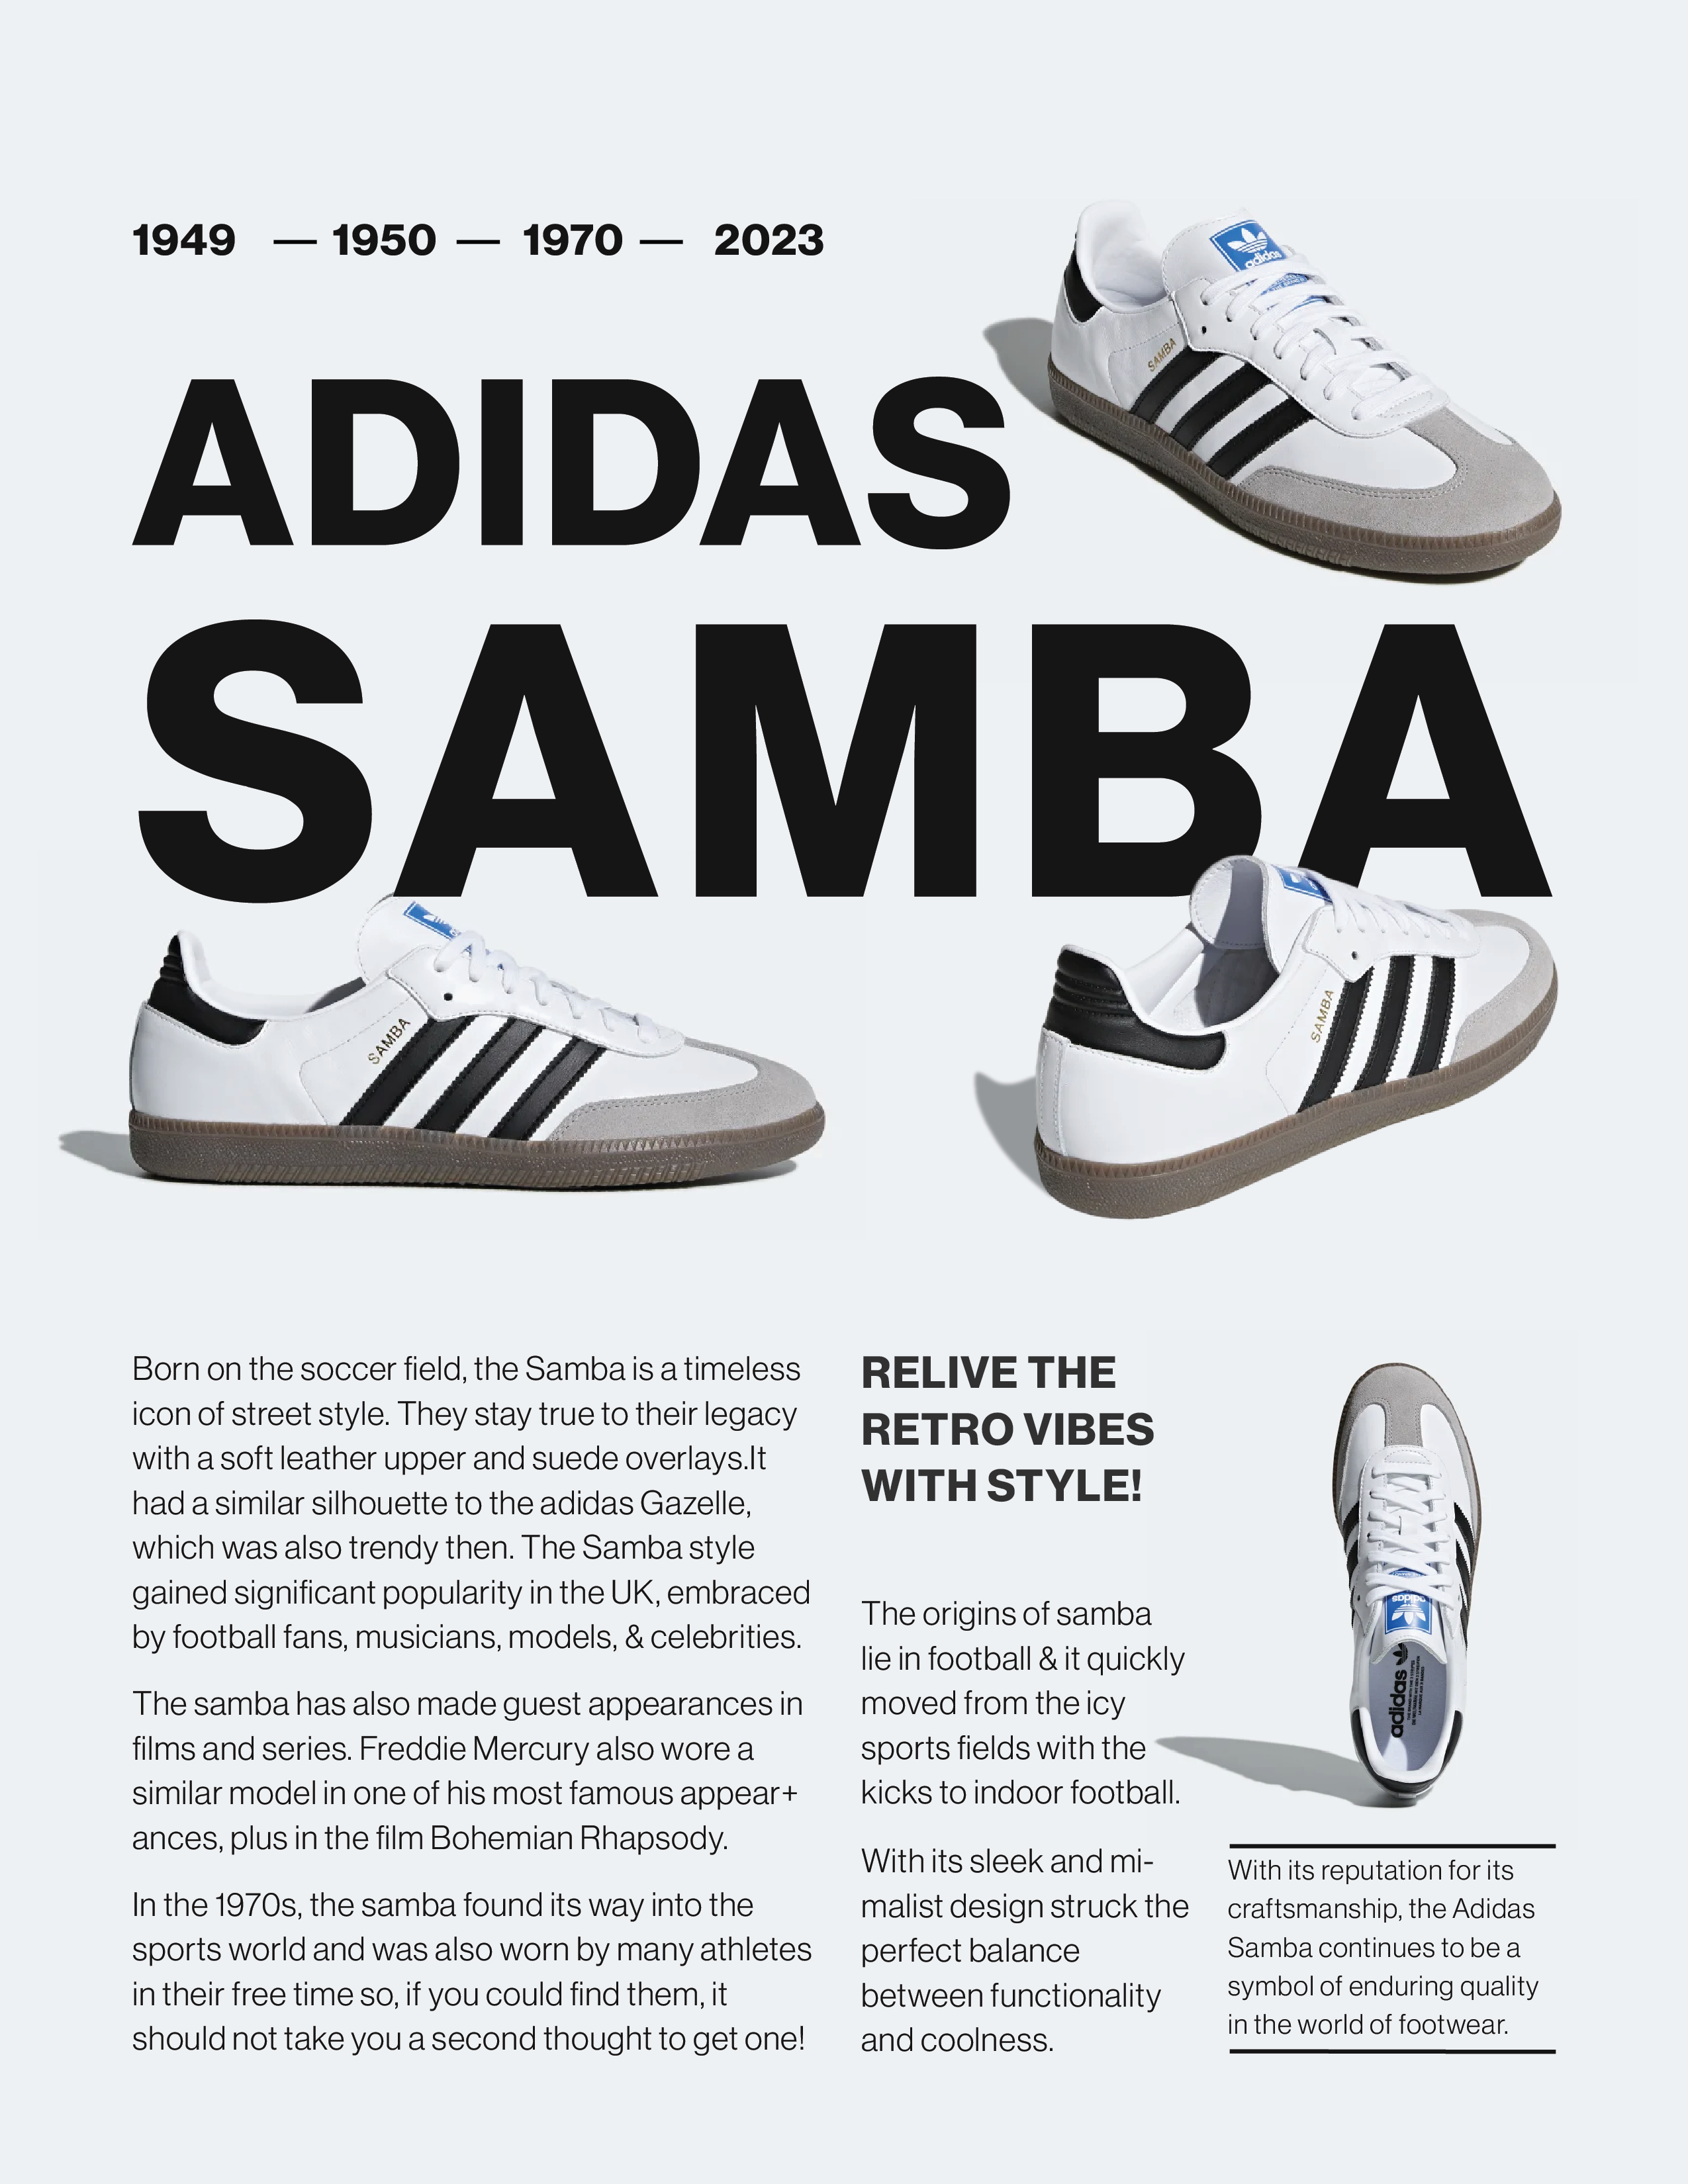 1949 — 1950 — 1970 — 2023
adidas
SAMBA
ADIDAS
SAMBA
SAMBA
SAMBA
Born on the soccer field, the Samba is a timeless
icon of street style. They stay true to their legacy
with a soft leather upper and suede overlays.It
had a similar silhouette to the adidas Gazelle,
which was also trendy then. The Samba style
gained significant popularity in the UK, embraced
by football fans, musicians, models, & celebrities.
The samba has also made guest appearances in
films and series. Freddie Mercury also wore a
similar model in one of his most famous appear+
ances, plus in the film Bohemian Rhapsody.
In the 1970s, the samba found its way into the
sports world and was also worn by many athletes
in their free time so, if you could find them, it
should not take you a second thought to get one!
RELIVE THE
RETRO VIBES
WITH STYLE!
The origins of samba
lie in football & it quickly
moved from the icy
sports fields with the
kicks to indoor football.
With its sleek and mi-
malist design struck the
perfect balance
between functionality
and coolness.
adidas
adidas
With its reputation for its
craftsmanship, the Adidas
Samba continues to be a
symbol of enduring quality
in the world of footwear.